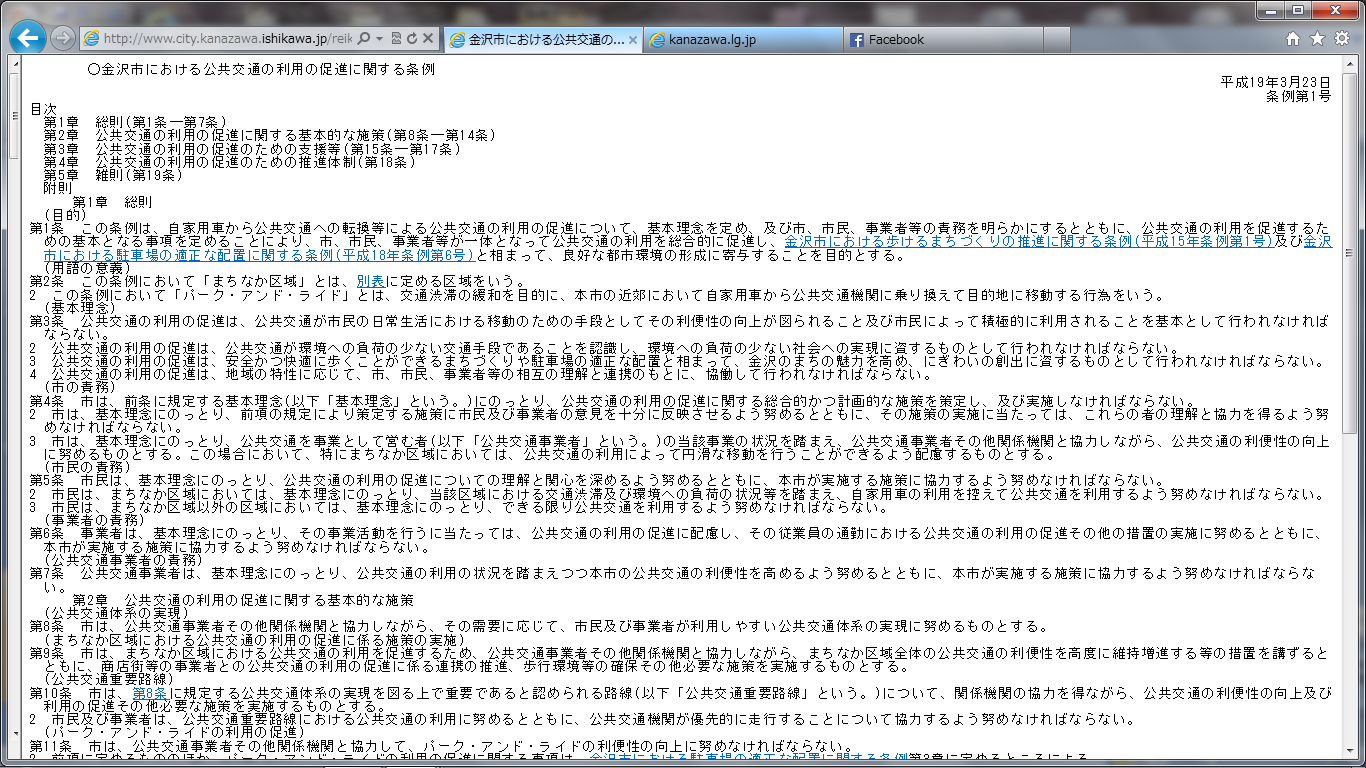 http://www.city.kanazawa.ishikawa.jp/reik
金沢市における公共交通の...
kanazawa.lg.jp
Facebook
○金沢市における公共交通の利用の促進に関する条例
平成19年3月23日
条例第1号
目次
第1章 総則(第1条―第7条)
第2章 公共交通の利用の促進に関する基本的な施策(第8条―第14条)
第3章 公共交通の利用の促進のための支援等(第15条―第17条)
第4章 公共交通の利用の促進のための推進体制(第18条)
第5章 雑則(第19条)
附則
第1章 総則
(目的)
第1条 この条例は、自家用車から公共交通への転換等による公共交通の利用の促進について、基本理念を定め、及び市、市民、事業者等の責務を明らかにするとともに、公共交通の利用を促進するた
めの基本となる事項を定めることにより、市、市民、事業者等が一体となって公共交通の利用を総合的に促進し、金沢市における歩けるまちづくりの推進に関する条例(平成15年条例第1号)及び金沢
市における駐車場の適正な配置に関する条例(平成18年条例第6号)と相まって、良好な都市環境の形成に寄与することを目的とする。
(用語の意義)
第2条 この条例において「まちなか区域」とは、別表に定める区域をいう。
2 この条例において「パーク・アンド・ライド」とは、交通渋滞の緩和を目的に、本市の近郊において自家用車から公共交通機関に乗り換えて目的地に移動する行為をいう。
(基本理念)
第3条 公共交通の利用の促進は、公共交通が市民の日常生活における移動のための手段としてその利便性の向上が図られること及び市民によって積極的に利用されることを基本として行われなければ
ならない。
2 公共交通の利用の促進は、公共交通が環境への負荷の少ない交通手段であることを認識し、環境への負荷の少ない社会への実現に資するものとして行われなければならない。
3 公共交通の利用の促進は、安全かつ快適に歩くことができるまちづくりや駐車場の適正な配置と相まって、金沢のまちの魅力を高め、にぎわいの創出に資するものとして行われなければならない。
4 公共交通の利用の促進は、地域の特性に応じて、市、市民、事業者等の相互の理解と連携のもとに、協働して行われなければならない。
(市の責務)
第4条 市は、前条に規定する基本理念(以下「基本理念」という。)にのっとり、公共交通の利用の促進に関する総合的かつ計画的な施策を策定し、及び実施しなければならない。
2 市は、基本理念にのっとり、前項の規定により策定する施策に市民及び事業者の意見を十分に反映させるよう努めるとともに、その施策の実施に当たっては、これらの者の理解と協力を得るよう努
めなければならない。
3 市は、基本理念にのっとり、公共交通を事業として営む者(以下「公共交通事業者」という。)の当該事業の状況を踏まえ、公共交通事業者その他関係機関と協力しながら、公共交通の利便性の向上
に努めるものとする。この場合において、特にまちなか区域においては、公共交通の利用によって円滑な移動を行うことができるよう配慮するものとする。
(市民の責務)
第5条 市民は、基本理念にのっとり、公共交通の利用の促進についての理解と関心を深めるよう努めるとともに、本市が実施する施策に協力するよう努めなければならない。
2 市民は、まちなか区域においては、基本理念にのっとり、当該区域における交通渋滞及び環境への負荷の状況等を踏まえ、自家用車の利用を控えて公共交通を利用するよう努めなければならない。
3 市民は、まちなか区域以外の区域においては、基本理念にのっとり、できる限り公共交通を利用するよう努めなければならない。
(事業者の責務)
第6条 事業者は、基本理念にのっとり、その事業活動を行うに当たっては、公共交通の利用の促進に配慮し、その従業員の通勤における公共交通の利用の促進その他の措置の実施に努めるとともに、
本市が実施する施策に協力するよう努めなければならない。
(公共交通事業者の責務)
第7条 公共交通事業者は、基本理念にのっとり、公共交通の利用の状況を踏まえつつ本市の公共交通の利便性を高めるよう努めるとともに、本市が実施する施策に協力するよう努めなければならな
い。
第2章 公共交通の利用の促進に関する基本的な施策
(公共交通体系の実現)
第8条 市は、公共交通事業者その他関係機関と協力しながら、その需要に応じて、市民及び事業者が利用しやすい公共交通体系の実現に努めるものとする。
(まちなか区域における公共交通の利用の促進に係る施策の実施)
第9条 市は、まちなか区域における公共交通の利用を促進するため、公共交通事業者その他関係機関と協力しながら、まちなか区域全体の公共交通の利便性を高度に維持増進する等の措置を講ずると
ともに、商店街等の事業者との公共交通の利用の促進に係る連携の推進、歩行環境等の確保その他必要な施策を実施するものとする。
(公共交通重要路線)
第10条 市は、第8条に規定する公共交通体系の実現を図る上で重要であると認められる路線(以下「公共交通重要路線」という。)について、関係機関の協力を得ながら、公共交通の利便性の向上及び
利用の促進その他必要な施策を実施するものとする。
2 市民及び事業者は、公共交通重要路線における公共交通の利用に努めるとともに、公共交通機関が優先的に走行することについて協力するよう努めなければならない。
(パーク・アンド・ライドの利用の促進)
第11条 市は、公共交通事業者その他関係機関と協力して、パーク・アンド・ライドの利便性の向上に努めなければならない。
2 前項に定めるもののほか、パーク・アンド・ライドの利用の促進に関する事項は、金沢市における駐車場の適正な配置に関する条例第3章に定めるところによる。